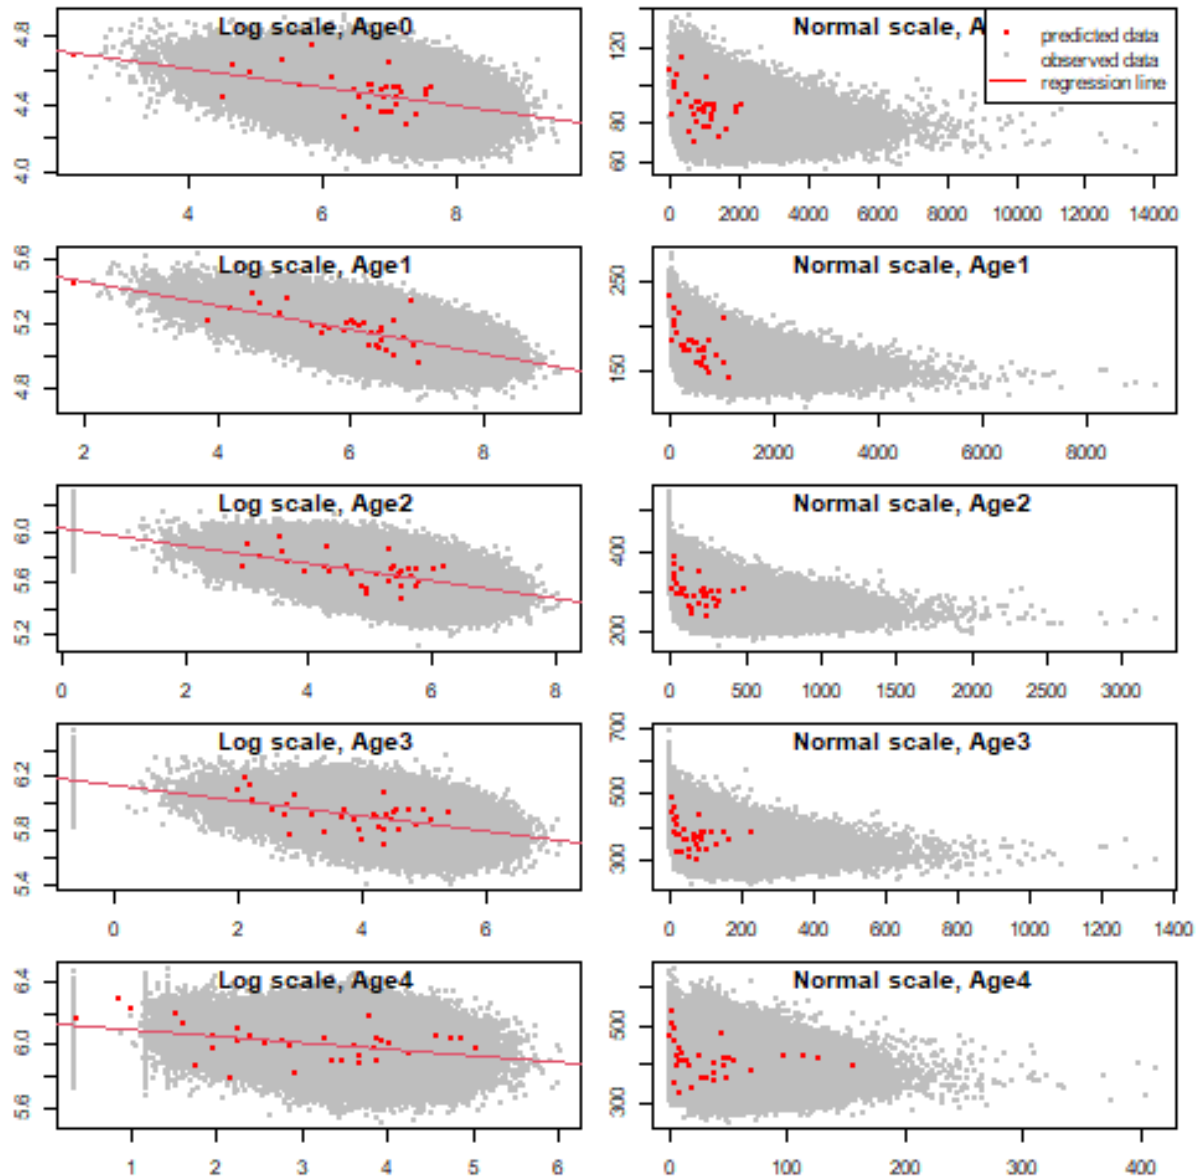 Log scale, Age0
4.0 4.4 4.8
4 6 8
Normal scale, A
predicted data
observed data
regression line
60 80 120
0 2000 4000 6000 8000 10000 12000 14000
Log scale, Age1
4.8 5.2 5.6
2 4 6 8
Normal scale, Age1
150 250
0 2000 4000 6000 8000
Log scale, Age2
5.2 5.6 6.0
0 2 4 6 8
Normal scale, Age2
200 400
0 500 1000 1500 2000 2500 3000
Log scale, Age3
5.4 5.8 6.2
0 2 4 6
Normal scale, Age3
300 500 700
0 200 400 600 800 1000 1200 1400
Log scale, Age4
5.6 6.0 6.4
1 2 3 4 5 6
Normal scale, Age4
300 500
0 100 200 300 400